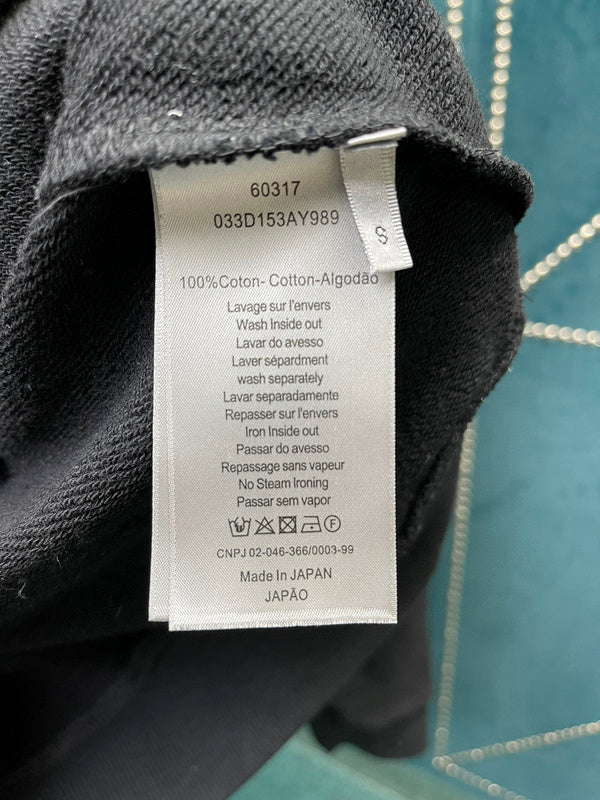 60317
033D153AY989
S
100%Coton- Cotton-Algodão
Lavage sur l'envers
Wash Inside out
Lavar do avesso
Laver sépardment
wash separately
Lavar separadamente
Repasser sur l'envers
Iron Inside out
Passar do avesso
Repassage sans vapeur
No Steam Ironing
Passar sem vapor
F
CNPJ 02-046-366/0003-99
Made In JAPAN
JAPÃO